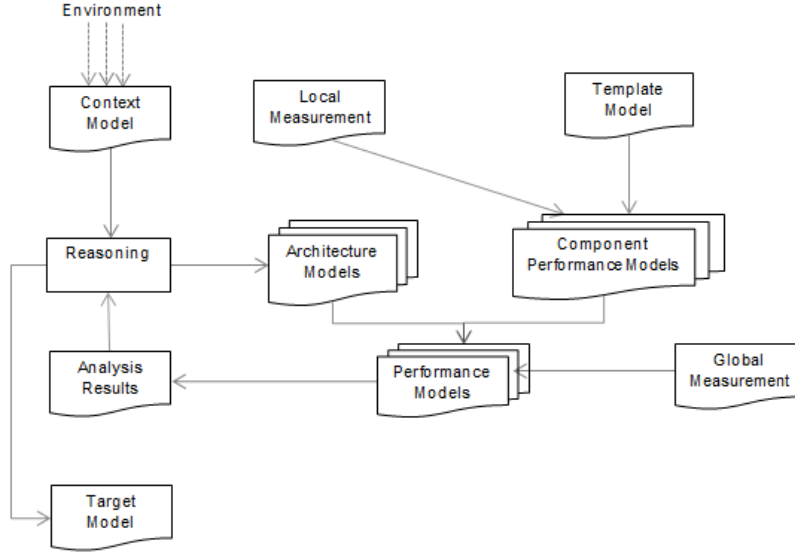 Environment
Context
Model
Local
Measurement
Template
Model
Reasoning
Architecture
Models
Component
Performance Models
Analysis
Results
Performance
Models
Global
Measurement
Target
Model